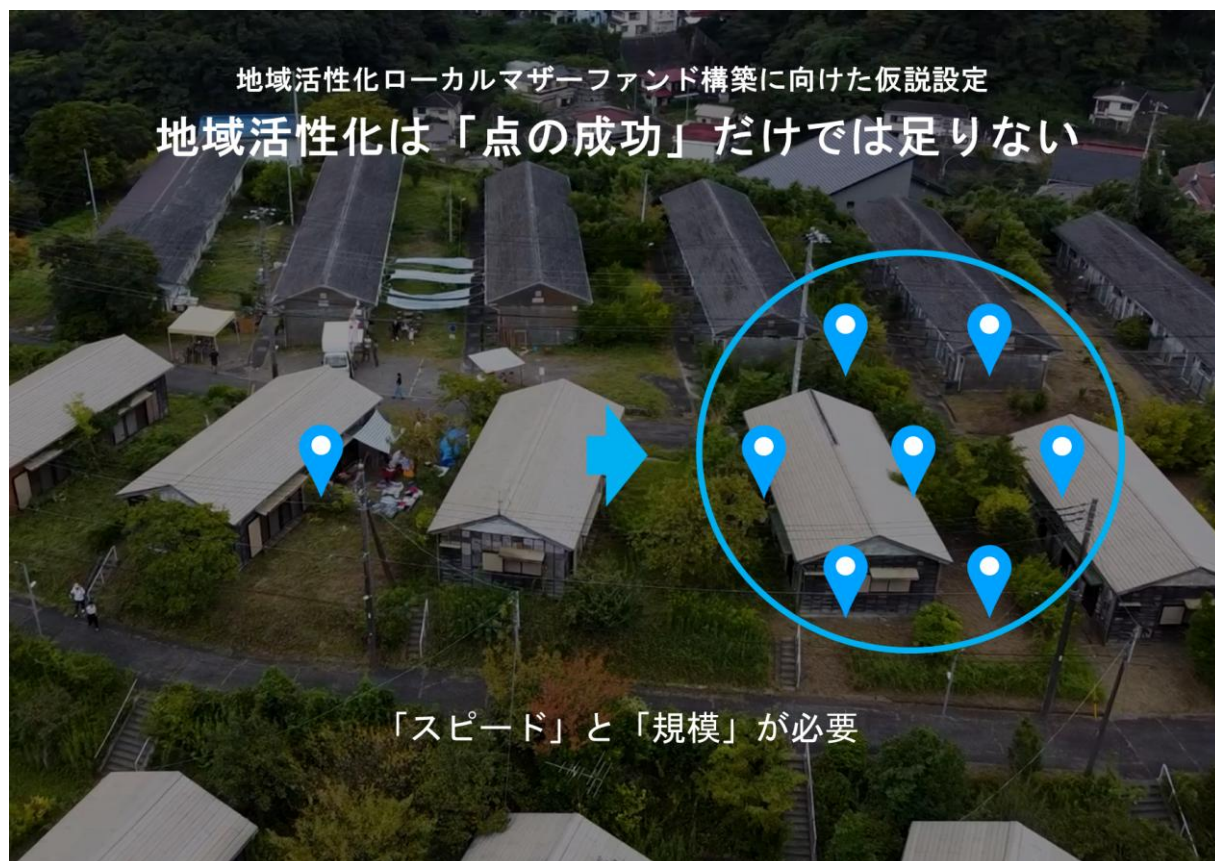 地域活性化ローカルマザーファンド構築に向けた仮説設定
地域活性化は「点の成功」だけでは足りない
「スピード」と「規模」が必要